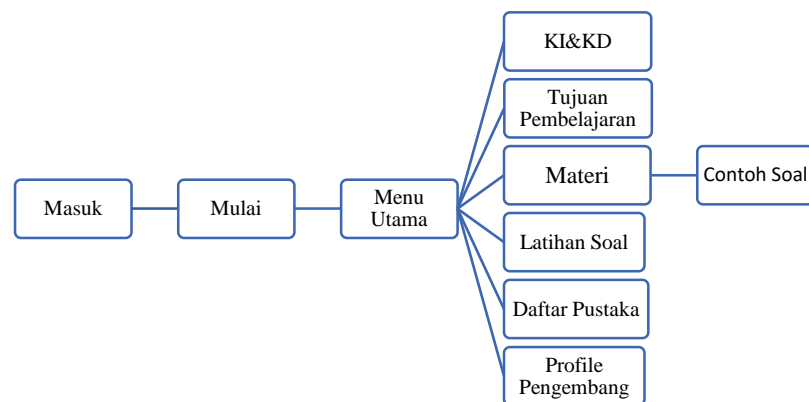 KI&KD
Tujuan
Pembelajaran
Materi
Contoh Soal
Masuk
Mulai
Menu
Utama
Latihan Soal
Daftar Pustaka
Profile
Pengembang